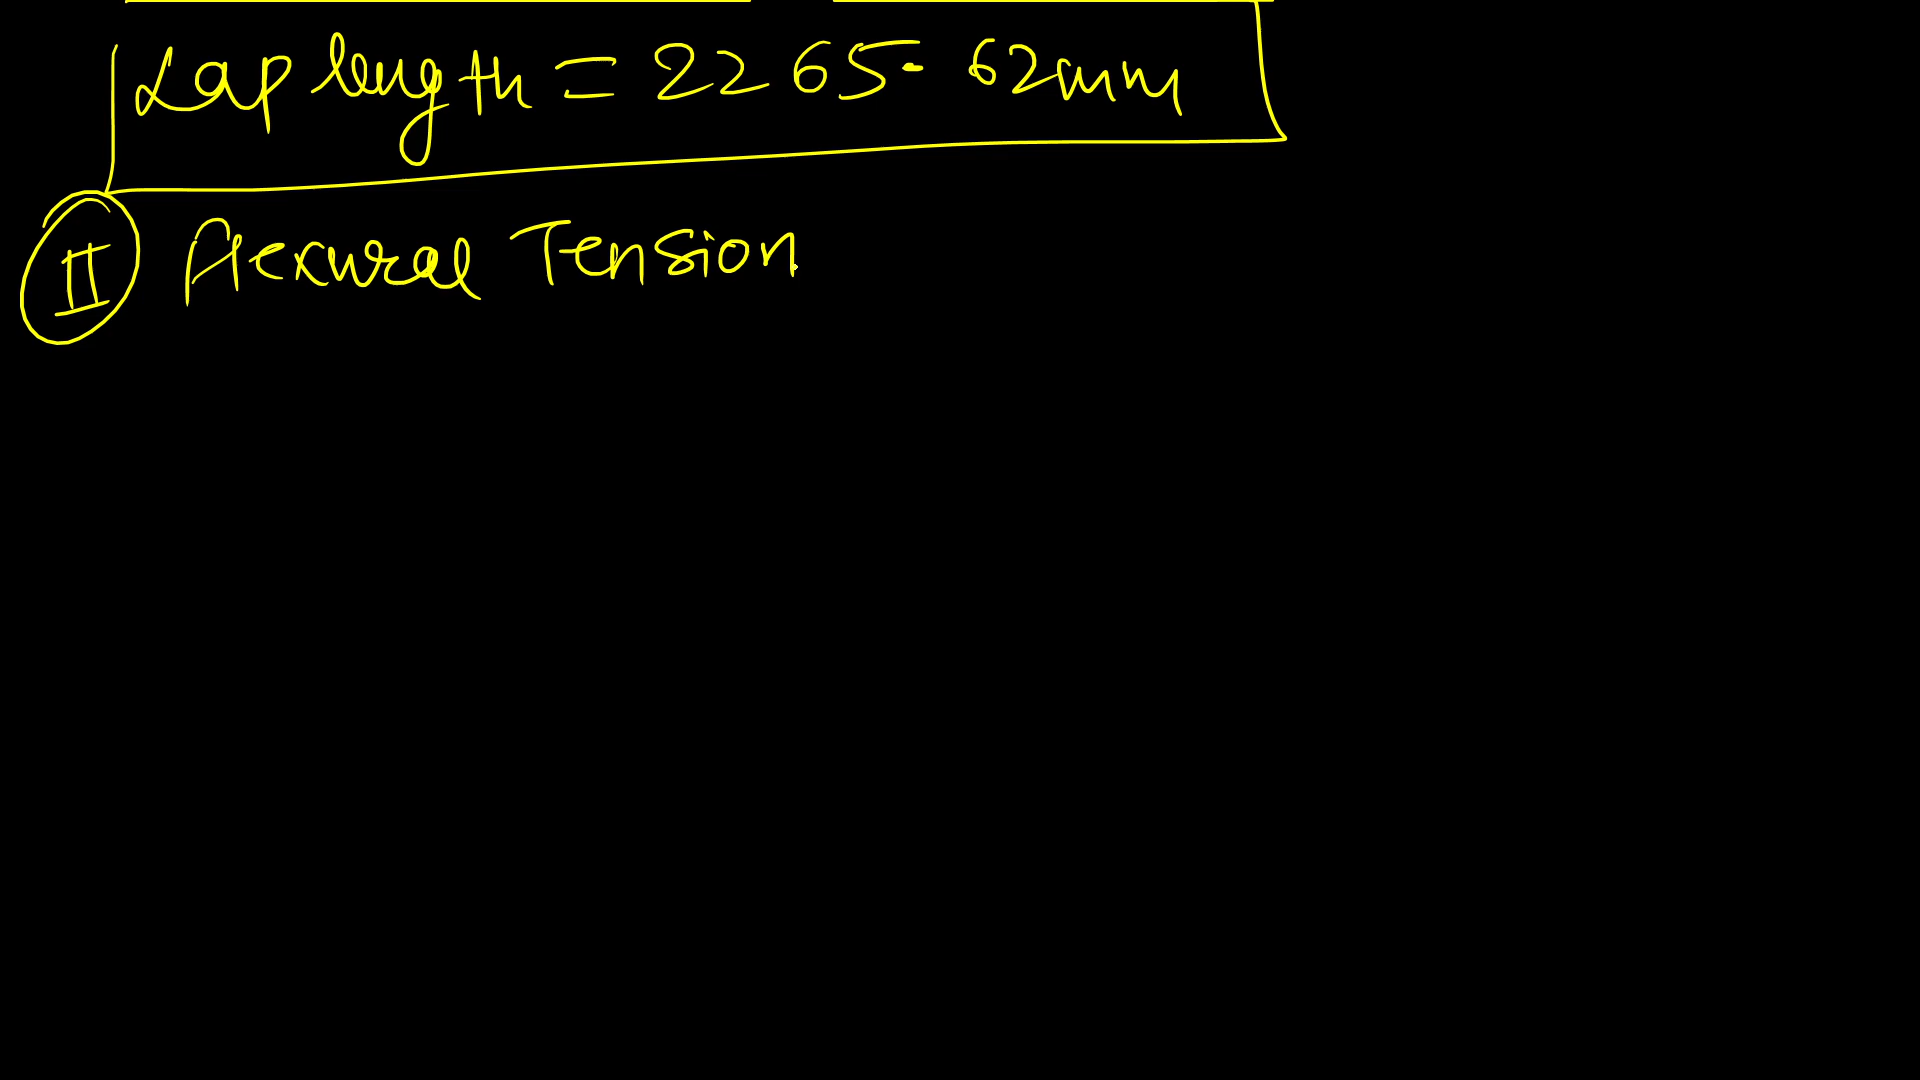 Lap length = 2265.62mm
II Flexural Tension